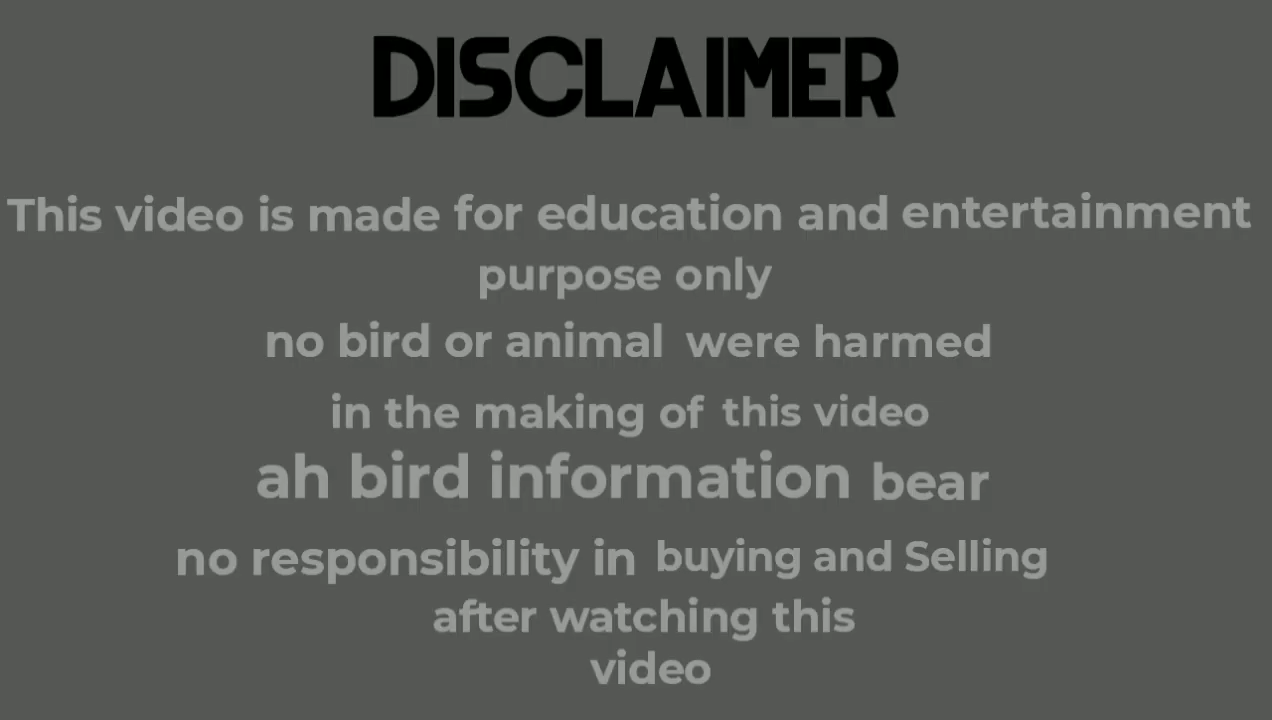 DISCLAIMER
This video is made for education and entertainment
purpose only
no bird or animal were harmed
in the making of this video
ah bird information bear
no responsibility in buying and Selling
after watching this
video